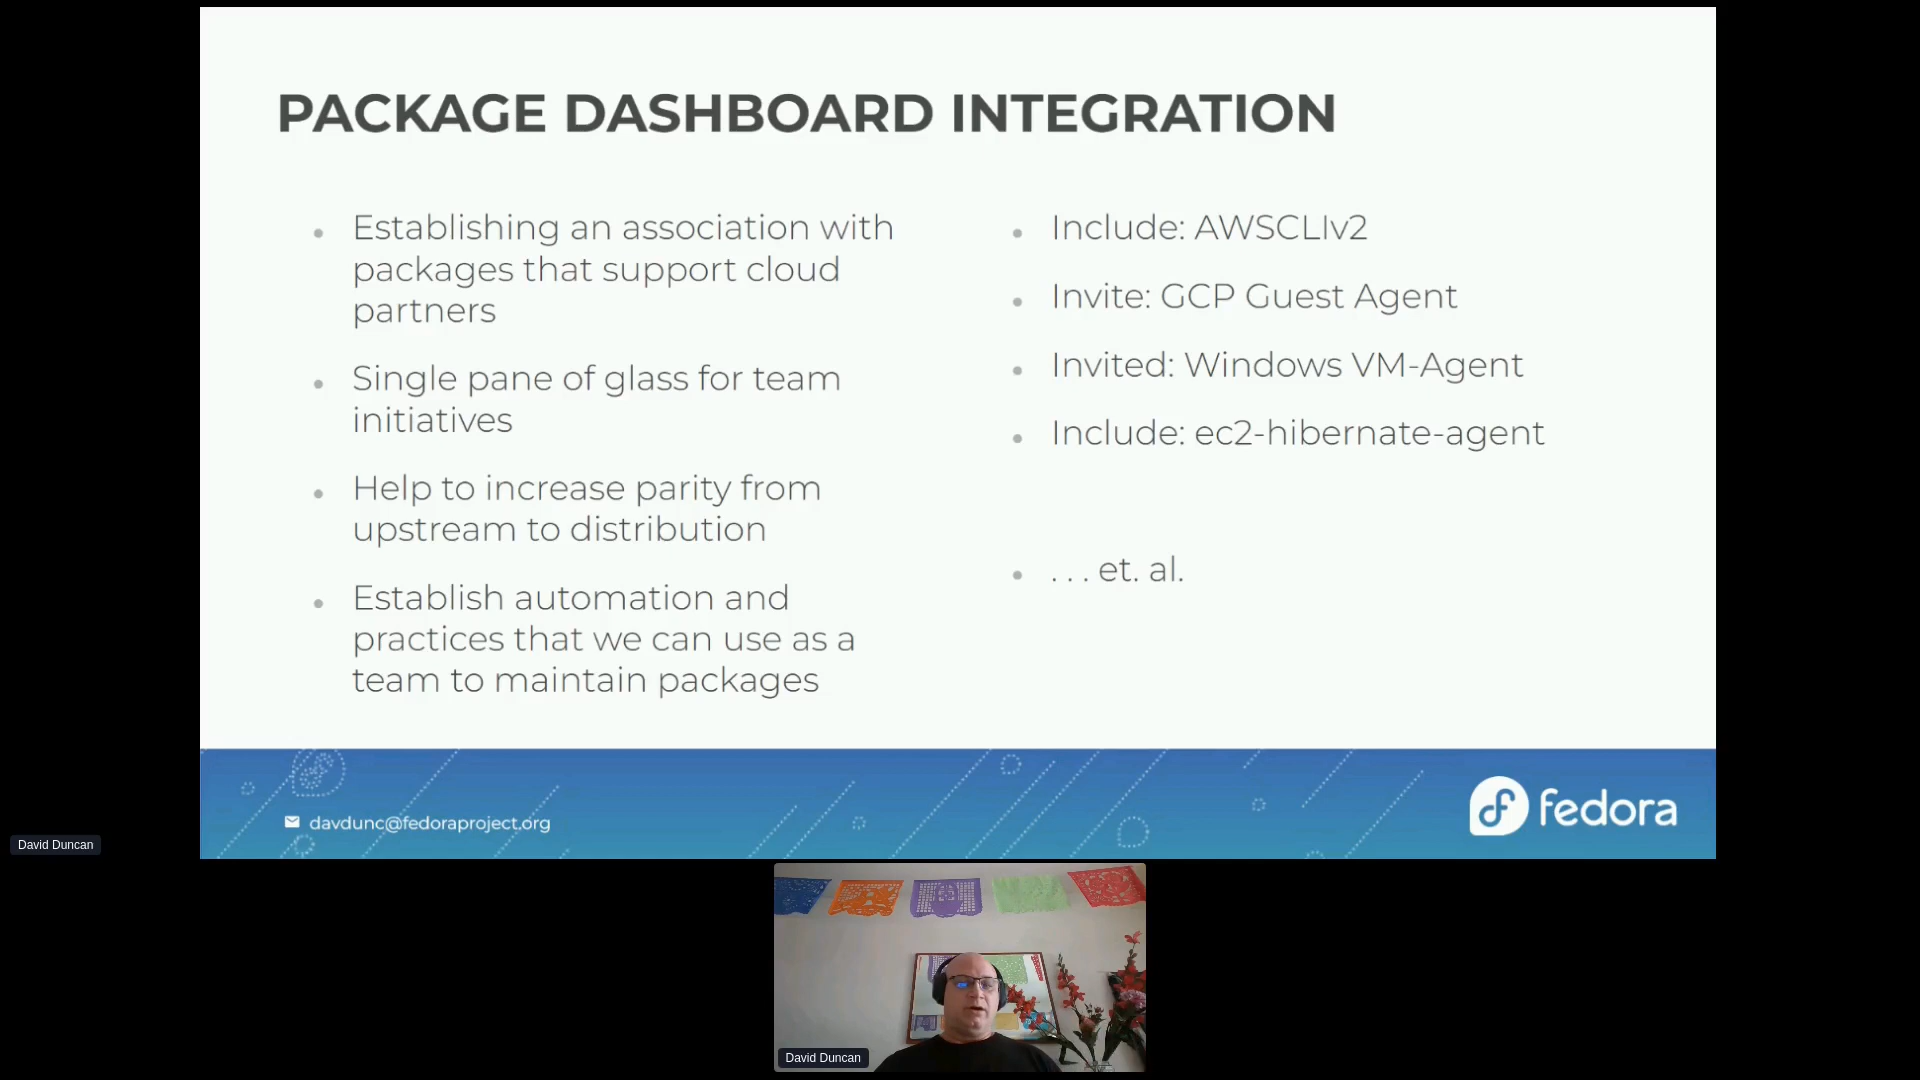 PACKAGE DASHBOARD INTEGRATION
Establishing an association with
packages that support cloud
partners
Single pane of glass for team
initiatives
Help to increase parity from
upstream to distribution
Establish automation and
practices that we can use as a
team to maintain packages
Include: AWSCLIv2
Invite: GCP Guest Agent
Invited: Windows VM-Agent
Include: ec2-hibernate-agent
. . . et. al.
davdunc@fedoraproject.org
fedora
David Duncan
David Duncan